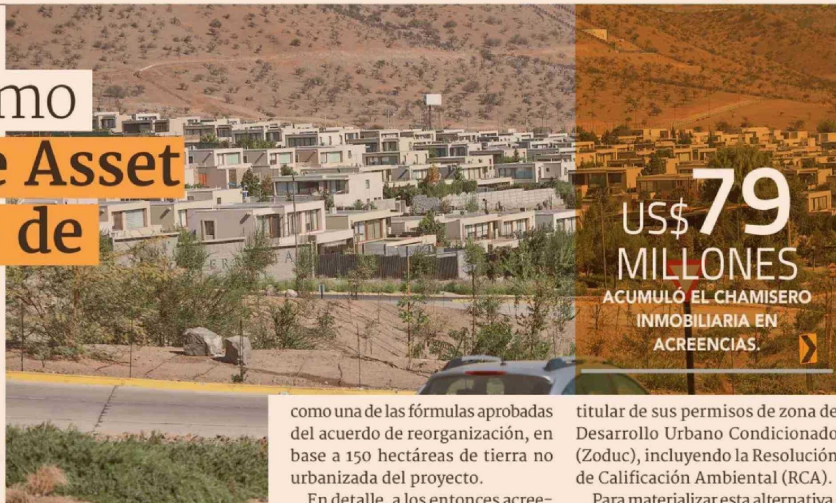 mo
e Asset
de
US$79
MILLONES
ACUMULÓ EL CHAMISERO
INMOBILIARIA EN
ACREENCIAS.
como una de las fórmulas aprobadas
del acuerdo de reorganización, en
base a 150 hectáreas de tierra no
urbanizada del proyecto.
En detalle, a los entonces acree-
titular de sus permisos de zona de
Desarrollo Urbano Condicionado
(Zoduc), incluyendo la Resolución
de Calificación Ambiental (RCA).
Para materializar esta alternativa,